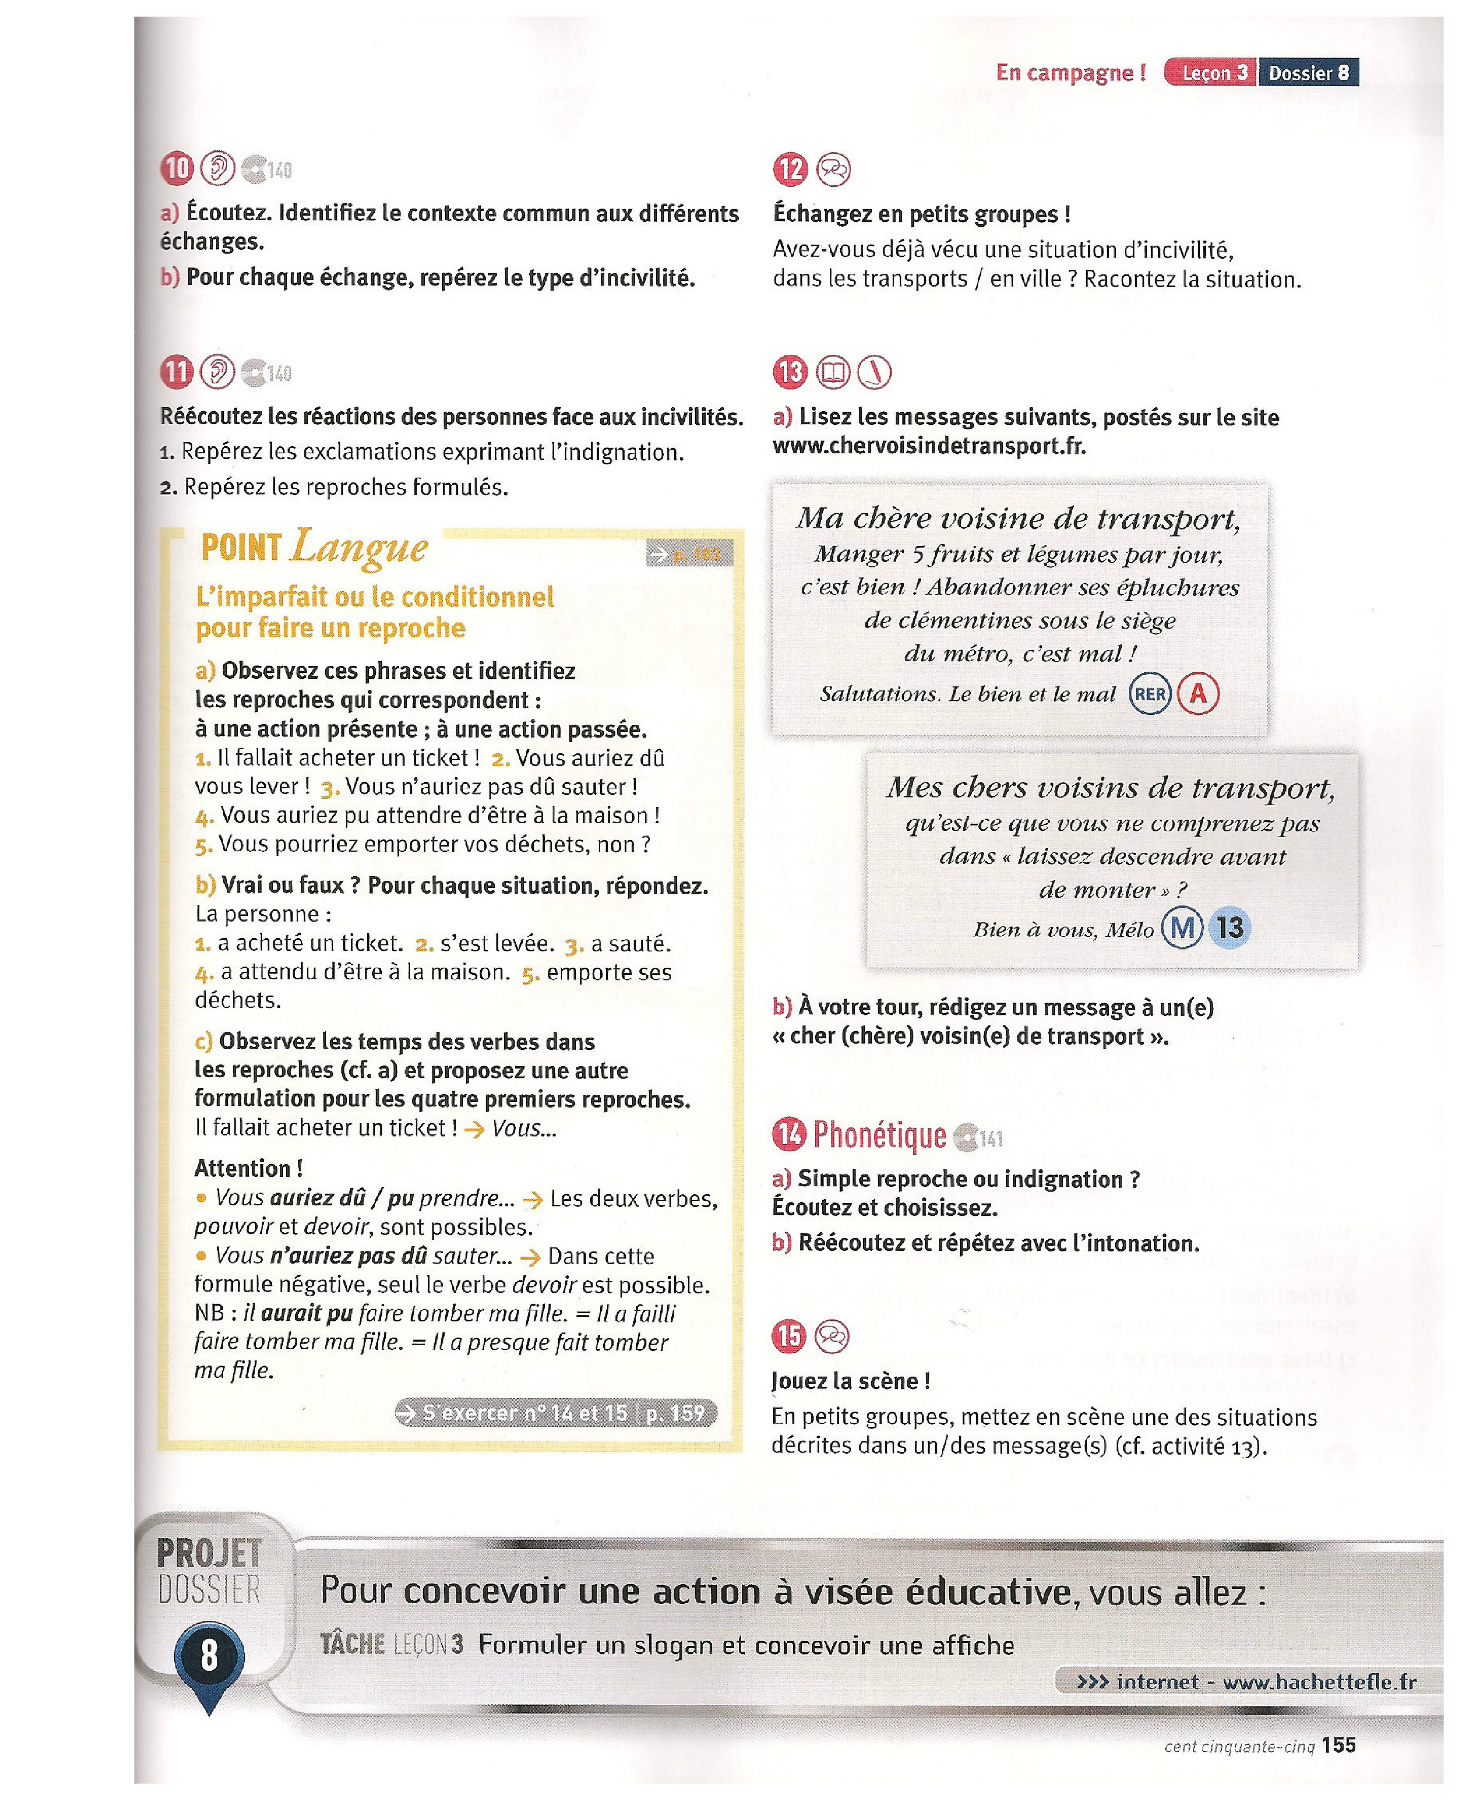 En campagne ! Leçon 3 Dossier 8
10 140
a) Écoutez. Identifiez le contexte commun aux différents
échanges.
b) Pour chaque échange, repérez le type d'incivilité.
11 140
Réécoutez les réactions des personnes face aux incivilités.
1. Repérez les exclamations exprimant l'indignation.
2. Repérez les reproches formulés.
POINT Langue
L'imparfait ou le conditionnel
pour faire un reproche
a) Observez ces phrases et identifiez
les reproches qui correspondent :
à une action présente ; à une action passée.
1. Il fallait acheter un ticket ! 2. Vous auriez dû
vous lever ! 3. Vous n'auriez pas dû sauter !
4. Vous auriez pu attendre d'être à la maison !
5. Vous pourriez emporter vos déchets, non ?
b) Vrai ou faux ? Pour chaque situation, répondez.
La personne :
1. a acheté un ticket. 2. s'est levée. 3. a sauté.
4. a attendu d'être à la maison. 5. emporte ses
déchets.
c) Observez les temps des verbes dans
les reproches (cf. a) et proposez une autre
formulation pour les quatre premiers reproches.
Il fallait acheter un ticket ! → Vous...
Attention !
• Vous auriez dû / pu prendre... → Les deux verbes,
pouvoir et devoir, sont possibles.
• Vous n'auriez pas dû sauter... → Dans cette
formule négative, seul le verbe devoir est possible.
NB : il aurait pu faire tomber ma fille. = Il a failli
faire tomber ma fille. = Il a presque fait tomber
ma fille.
→ S'exercer n° 14 et 15 | p. 159
12
Échangez en petits groupes !
Avez-vous déjà vécu une situation d'incivilité,
dans les transports / en ville ? Racontez la situation.
13
a) Lisez les messages suivants, postés sur le site
www.chervoisindetransport.fr.
Ma chère voisine de transport,
Manger 5 fruits et légumes par jour,
c'est bien ! Abandonner ses épluchures
de clémentines sous le siège
du métro, c'est mal !
Salutations. Le bien et le mal RER A
Mes chers voisins de transport,
qu'est-ce que vous ne comprenez pas
dans « laissez descendre avant
de monter » ?
Bien à vous, Mélo M 13
b) À votre tour, rédigez un message à un(e)
« cher (chère) voisin(e) de transport ».
14 Phonétique 141
a) Simple reproche ou indignation ?
Écoutez et choisissez.
b) Réécoutez et répétez avec l'intonation.
15
Jouez la scène !
En petits groupes, mettez en scène une des situations
décrites dans un/des message(s) (cf. activité 13).
PROJET
DOSSIER
8
Pour concevoir une action à visée éducative, vous allez :
TÂCHE LEÇON 3 Formuler un slogan et concevoir une affiche
>>> internet - www.hachettefle.fr
cent cinquante-cinq 155